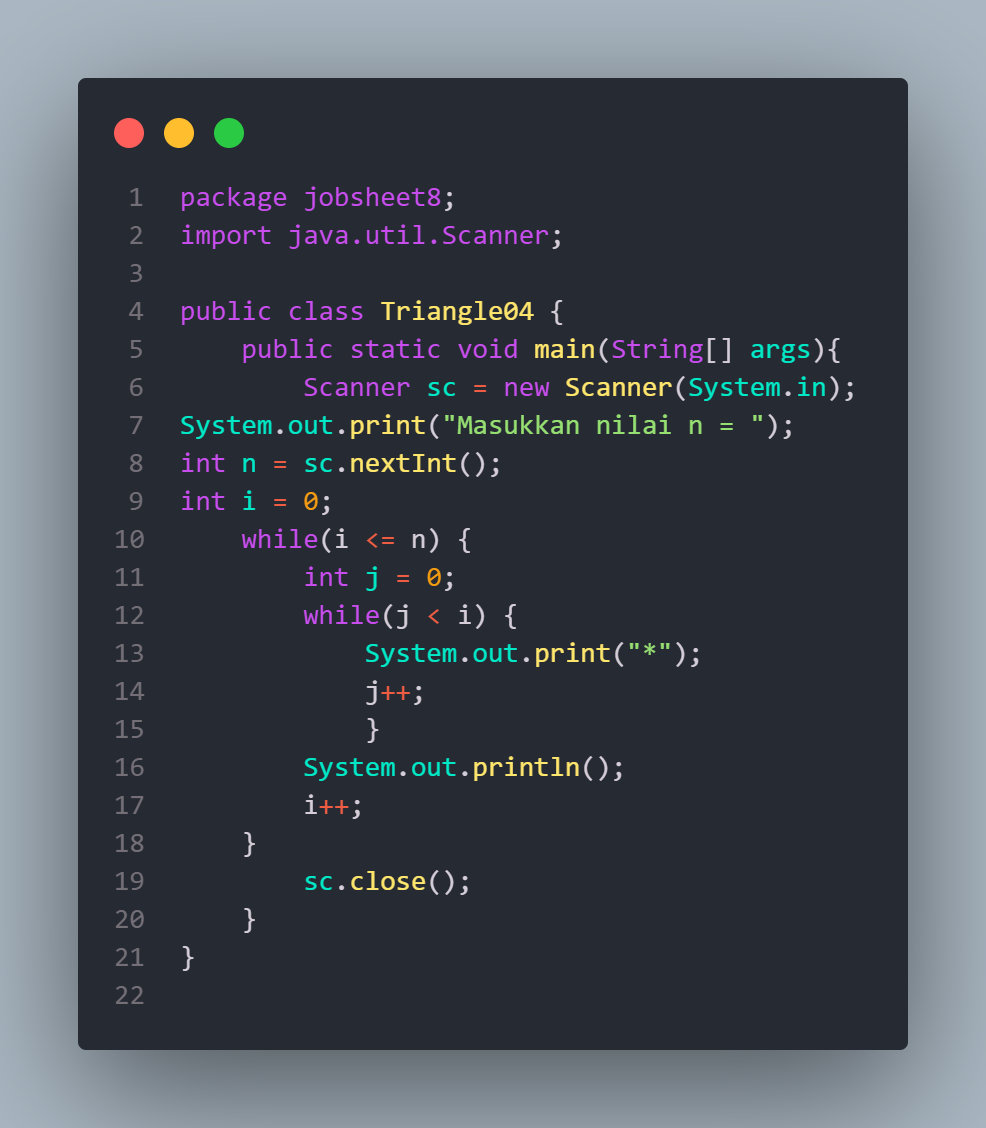 1 package jobsheet8;
2 import java.util.Scanner;
3
4 public class Triangle04 {
5     public static void main(String[] args){
6         Scanner sc = new Scanner(System.in);
7 System.out.print("Masukkan nilai n = ");
8 int n = sc.nextInt();
9 int i = 0;
10     while(i <= n) {
11         int j = 0;
12         while(j < i) {
13             System.out.print("*");
14             j++;
15             }
16         System.out.println();
17         i++;
18     }
19         sc.close();
20     }
21 }
22